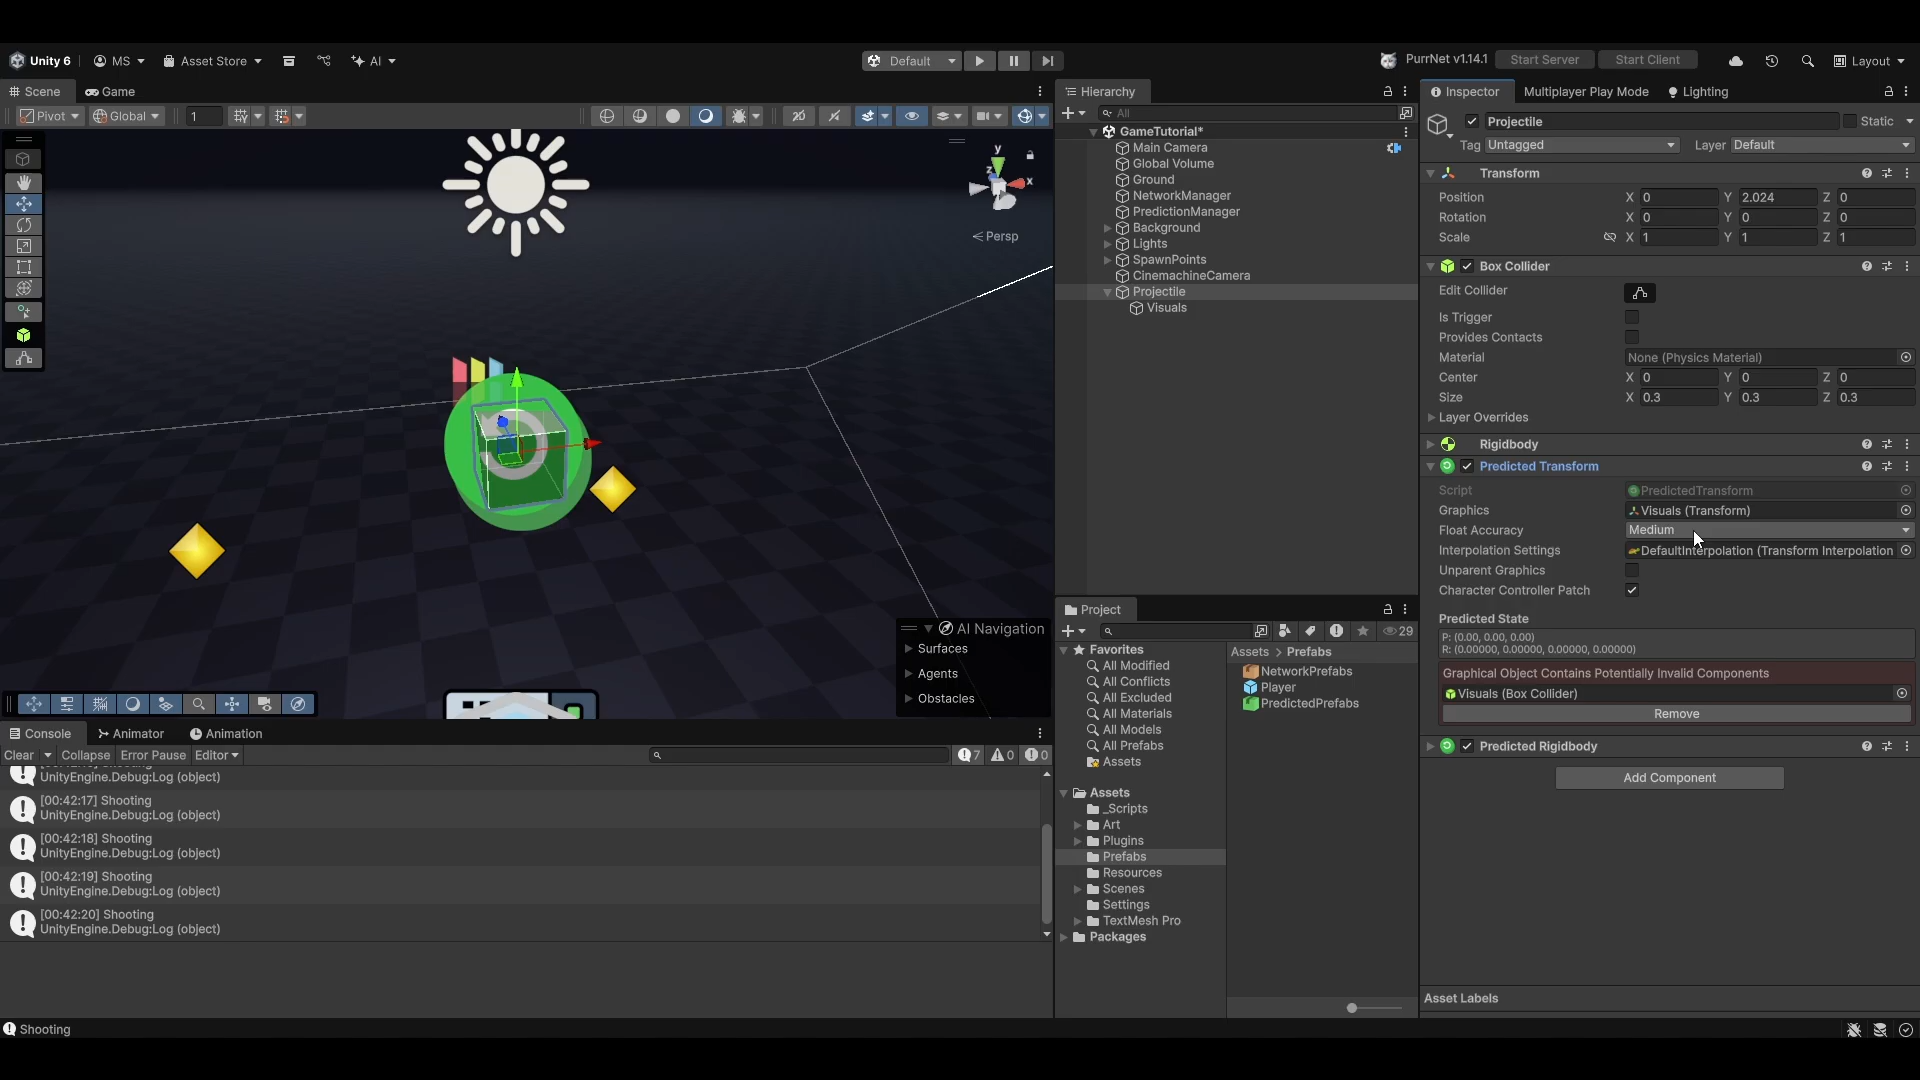 Unity 6 MS Asset Store AI Default PurrNet v1.14.1 Start Server Start Client Layout
Scene Game
Pivot Global 1 2D
y
z x
Persp
AI Navigation
Surfaces
Agents
Obstacles
Console Animator Animation
Clear Collapse Error Pause Editor 7 0 0
UnityEngine.Debug:Log (object)
[00:42:17] Shooting
UnityEngine.Debug:Log (object)
[00:42:18] Shooting
UnityEngine.Debug:Log (object)
[00:42:19] Shooting
UnityEngine.Debug:Log (object)
[00:42:20] Shooting
UnityEngine.Debug:Log (object)
Shooting
Hierarchy
All
GameTutorial*
Main Camera
Global Volume
Ground
NetworkManager
PredictionManager
Background
Lights
SpawnPoints
CinemachineCamera
Projectile
Visuals
Project
29
Favorites
All Modified
All Conflicts
All Excluded
All Materials
All Models
All Prefabs
Assets
Assets
_Scripts
Art
Plugins
Prefabs
Resources
Scenes
Settings
TextMesh Pro
Packages
Assets > Prefabs
NetworkPrefabs
Player
PredictedPrefabs
Inspector Multiplayer Play Mode Lighting
Projectile Static
Tag Untagged Layer Default
Transform
Position X 0 Y 2.024 Z 0
Rotation X 0 Y 0 Z 0
Scale X 1 Y 1 Z 1
Box Collider
Edit Collider
Is Trigger
Provides Contacts
Material None (Physics Material)
Center X 0 Y 0 Z 0
Size X 0.3 Y 0.3 Z 0.3
Layer Overrides
Rigidbody
Predicted Transform
Script PredictedTransform
Graphics Visuals (Transform)
Float Accuracy Medium
Interpolation Settings DefaultInterpolation (Transform Interpolation
Unparent Graphics
Character Controller Patch
Predicted State
P: (0.00, 0.00, 0.00)
R: (0.00000, 0.00000, 0.00000, 0.00000)
Graphical Object Contains Potentially Invalid Components
Visuals (Box Collider)
Remove
Predicted Rigidbody
Add Component
Asset Labels